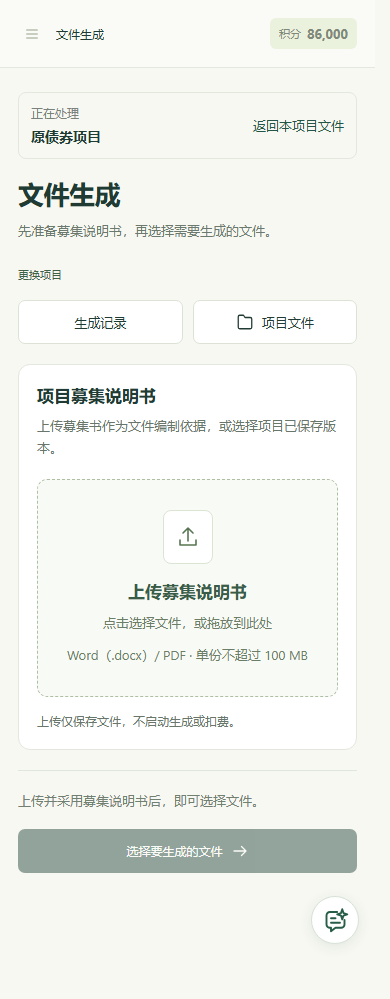 文件生成
积分 86,000
正在处理
原债券项目
返回本项目文件
文件生成
先准备募集说明书，再选择需要生成的文件。
更换项目
生成记录
项目文件
项目募集说明书
上传募集书作为文件编制依据，或选择项目已保存版
本。
上传募集说明书
点击选择文件，或拖放到此处
Word（.docx）/ PDF · 单份不超过 100 MB
上传仅保存文件，不启动生成或扣费。
上传并采用募集说明书后，即可选择文件。
选择要生成的文件 →